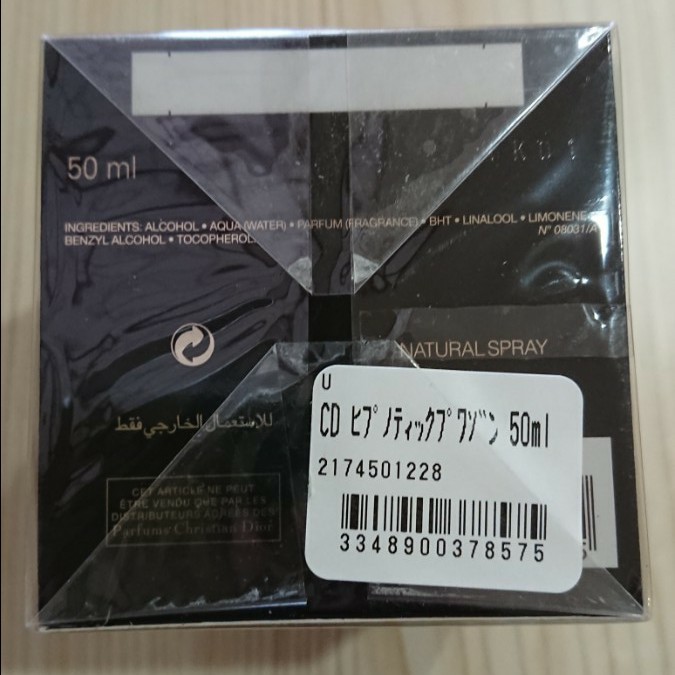 50 ml
INGREDIENTS: ALCOHOL • AQUA (WATER) • PARFUM (FRAGRANCE) • BHT • LINALOOL • LIMONENE
BENZYL ALCOHOL • TOCOPHEROL.
N° 08031/A
NATURAL SPRAY
للاستعمال الخارجي فقط
CET ARTICLE NE PEUT
ÊTRE VENDU QUE PAR LES
DISTRIBUTEURS AGRÉÉS DES
Parfums Christian Dior
U
CD ﾋﾌﾟﾉﾃｨｯｸﾌﾟﾜｿﾞﾝ 50ml
2174501228
3348900378575
5